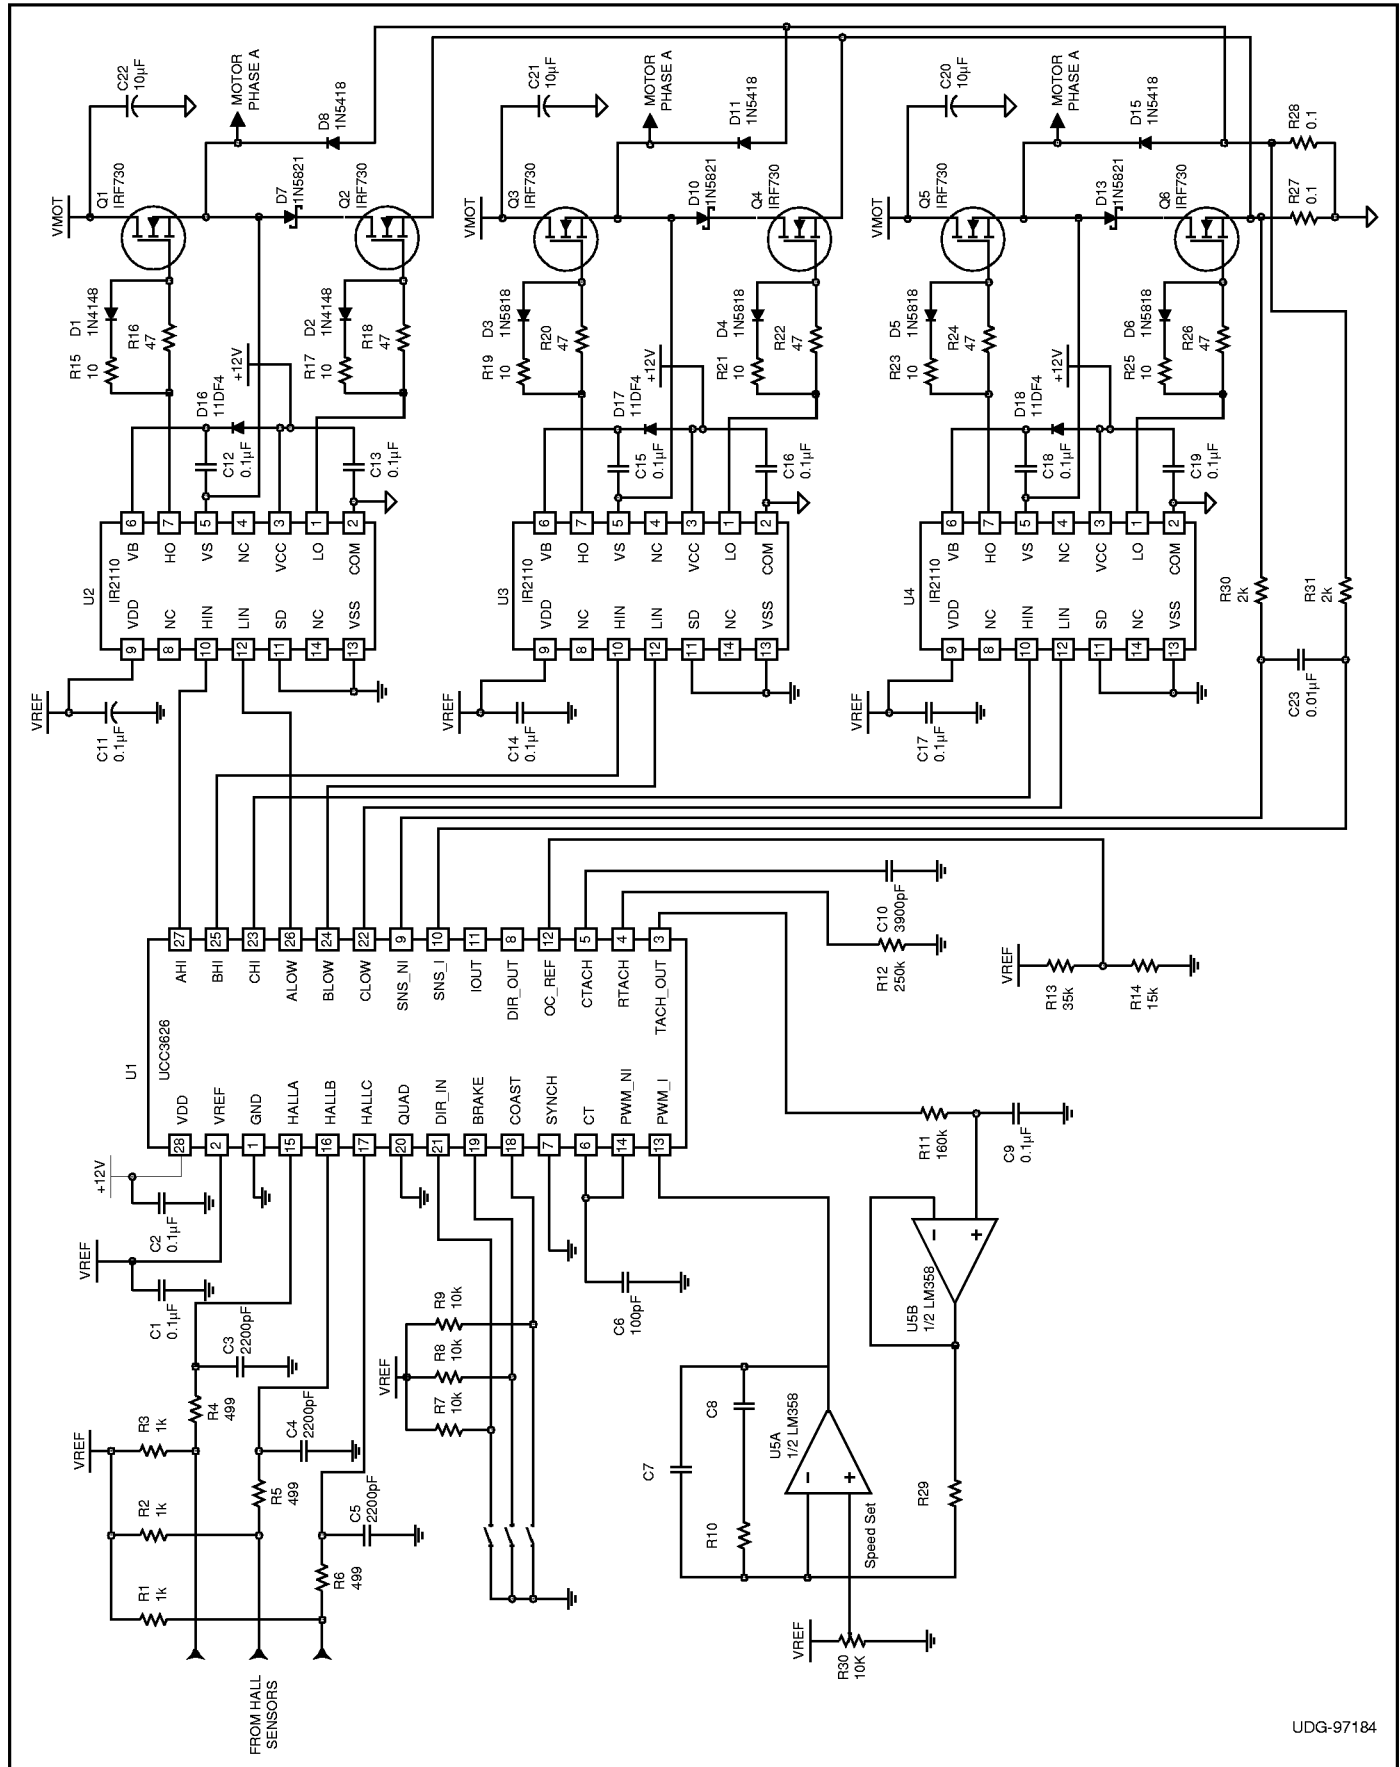 VMOT
C22
10µF
Q1
IRF730
MOTOR
PHASE A
D7
1N5821
D8
1N5418
Q2
IRF730
D1
1N4148
R15
10
R16
47
D2
1N4148
R17
10
R18
47
+12V
D16
11DF4
C12
0.1µF
C13
0.1µF
6
7
5
4
3
1
2
VB
HO
VS
NC
VCC
LO
COM
U2
IR2110
VDD
NC
HIN
LIN
SD
NC
VSS
9
8
10
12
11
14
13
VREF
C11
0.1µF
VMOT
C21
10µF
Q3
IRF730
MOTOR
PHASE A
D10
1N5821
D11
1N5418
Q4
IRF730
D3
1N5818
R19
10
R20
47
D4
1N5818
R21
10
R22
47
+12V
D17
11DF4
C15
0.1µF
C16
0.1µF
6
7
5
4
3
1
2
VB
HO
VS
NC
VCC
LO
COM
U3
IR2110
VDD
NC
HIN
LIN
SD
NC
VSS
9
8
10
12
11
14
13
VREF
C14
0.1µF
VMOT
C20
10µF
Q5
IRF730
MOTOR
PHASE A
D13
1N5821
D15
1N5418
Q6
IRF730
R28
0.1
R27
0.1
D5
1N5818
R23
10
R24
47
D6
1N5818
R25
10
R26
47
+12V
D18
11DF4
C18
0.1µF
C19
0.1µF
6
7
5
4
3
1
2
VB
HO
VS
NC
VCC
LO
COM
U4
IR2110
VDD
NC
HIN
LIN
SD
NC
VSS
9
8
10
12
11
14
13
VREF
C17
0.1µF
R30
2k
R31
2k
C23
0.01µF
27
25
23
26
24
22
9
10
11
8
12
5
4
3
AHI
BHI
CHI
ALOW
BLOW
CLOW
SNS_NI
SNS_I
IOUT
DIR_OUT
OC_REF
CTACH
RTACH
TACH_OUT
U1
UCC3626
VDD
VREF
GND
HALLA
HALLB
HALLC
QUAD
DIR_IN
BRAKE
COAST
SYNCH
CT
PWM_NI
PWM_I
28
2
1
15
16
17
20
21
19
18
7
6
14
13
C10
3900pF
R12
250k
VREF
R13
35k
R14
15k
R11
160k
C9
0.1µF
+12V
C2
0.1µF
VREF
C1
0.1µF
C3
2200pF
VREF
R3
1k
R4
499
C4
2200pF
R2
1k
R5
499
C5
2200pF
R1
1k
R6
499
FROM HALL
SENSORS
VREF
R9
10k
R8
10k
R7
10k
C6
100pF
U5B
1/2 LM358
–
+
C7
C8
R10
U5A
1/2 LM358
–
+
Speed Set
R29
VREF
R30
10K
UDG-97184